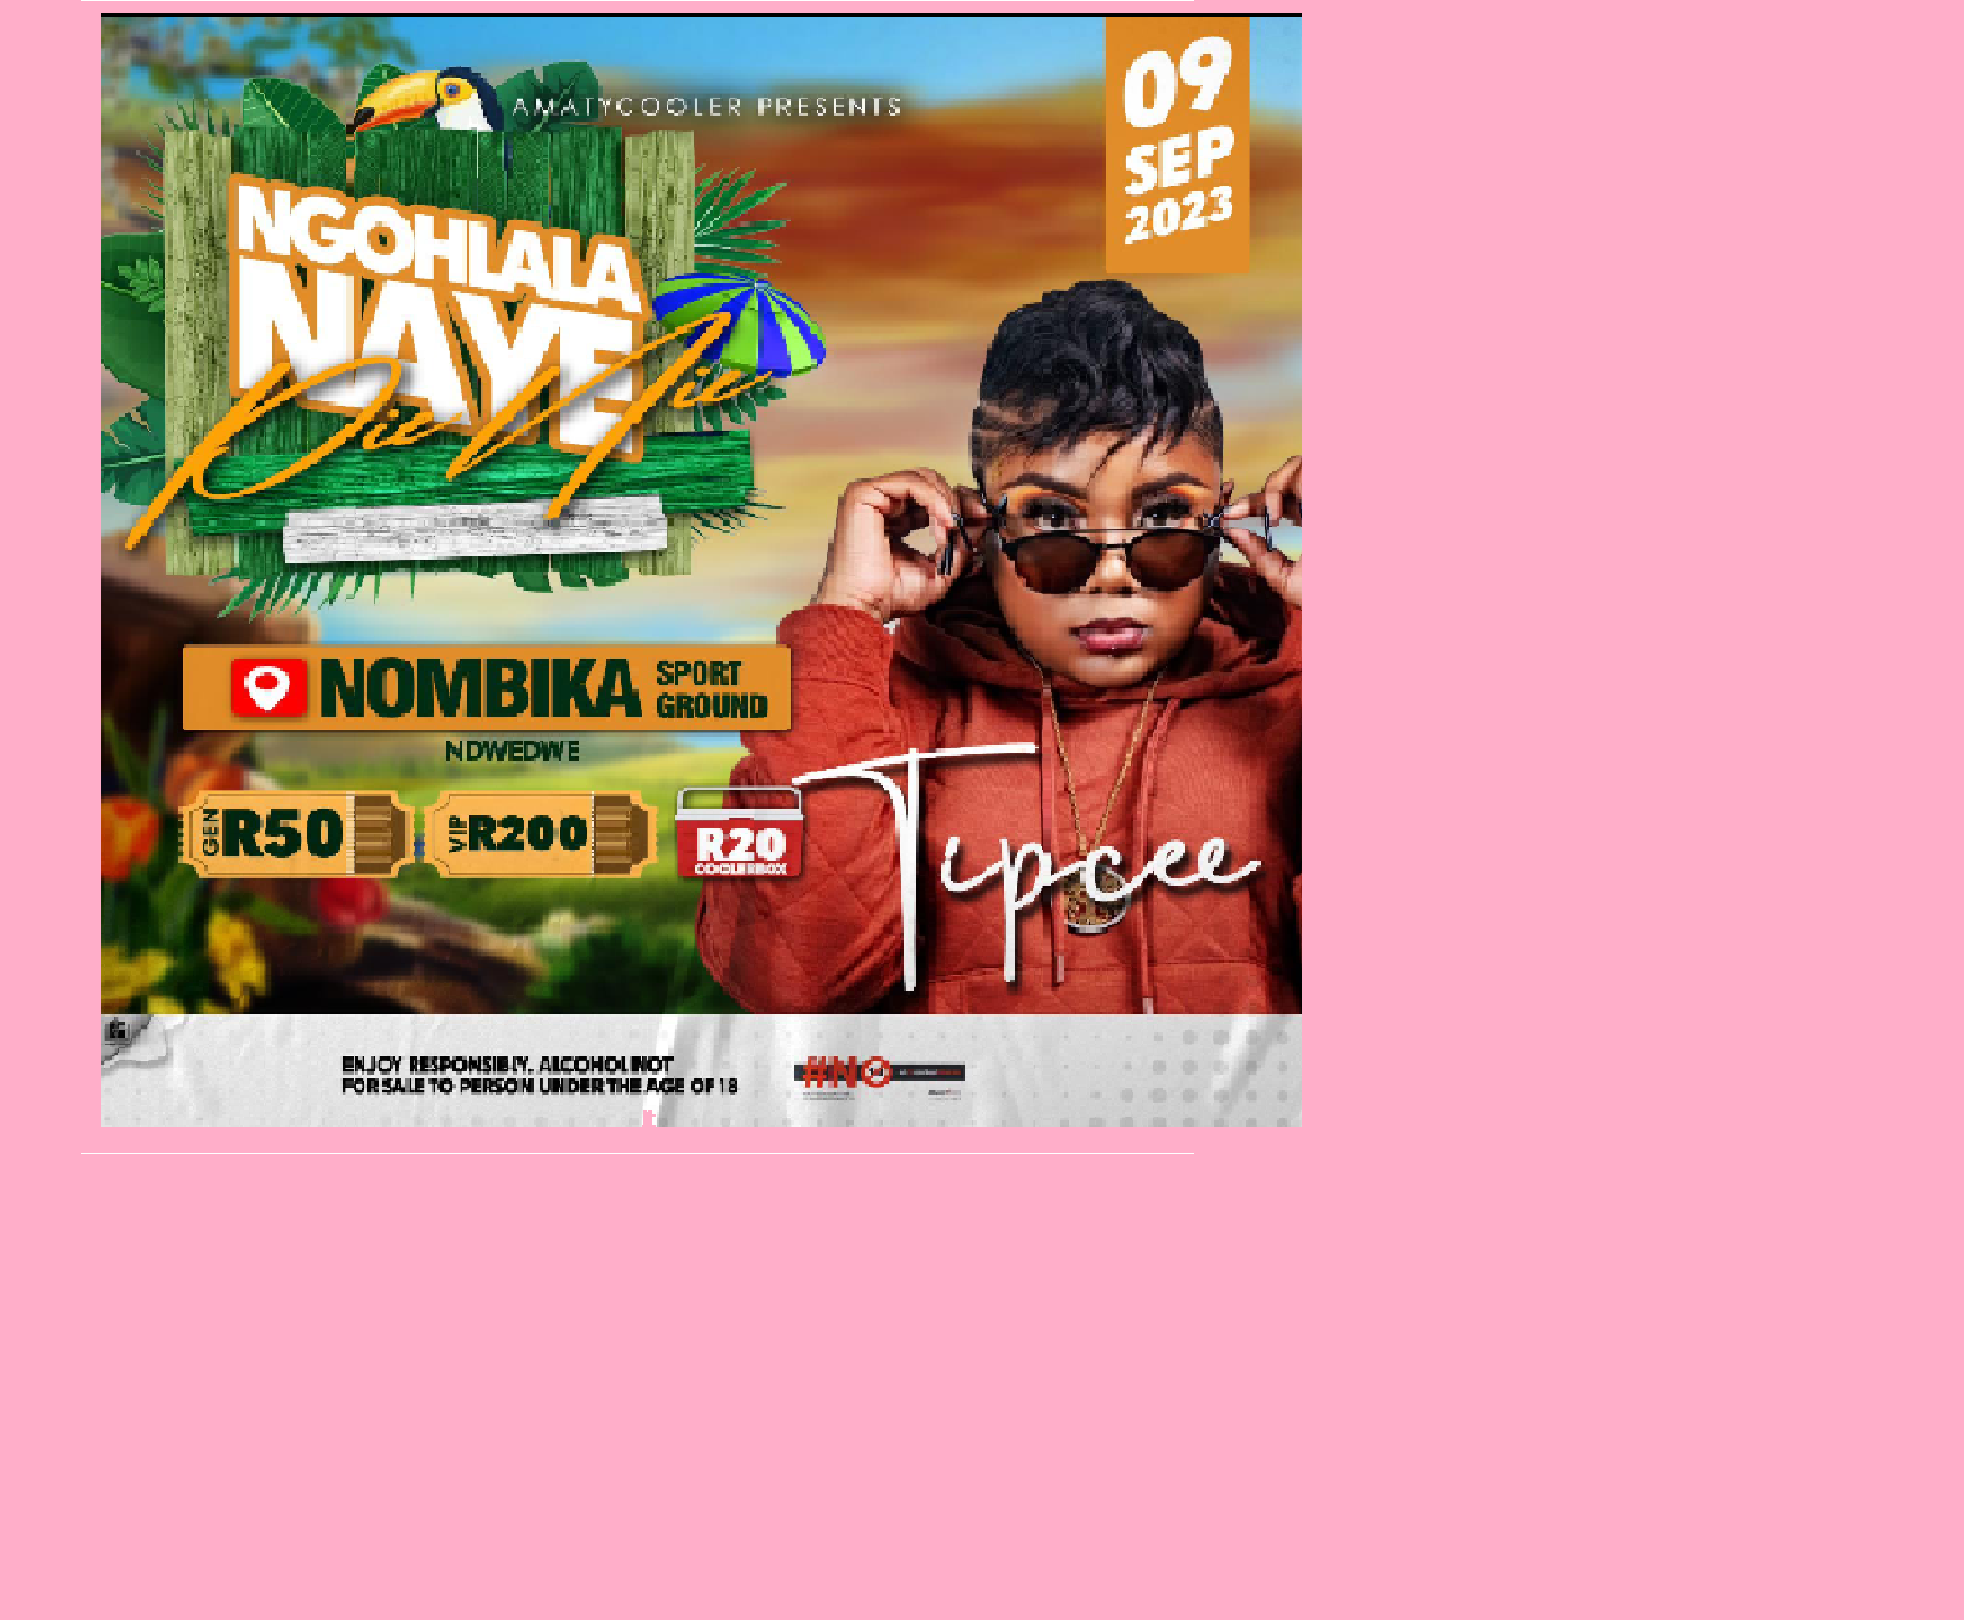 AMATYCOOLER PRESENTS
09
SEP
2023
NGOHLALA
NAYE
NOMBIKA
SPORT
GROUND
NDWEDWE
GEN
R50
VIP
R200
R20
COOLERBOX
Tipcee
ENJOY RESPONSIBLY. ALCOHOL NOT
FOR SALE TO PERSON UNDER THE AGE OF 18
#NO